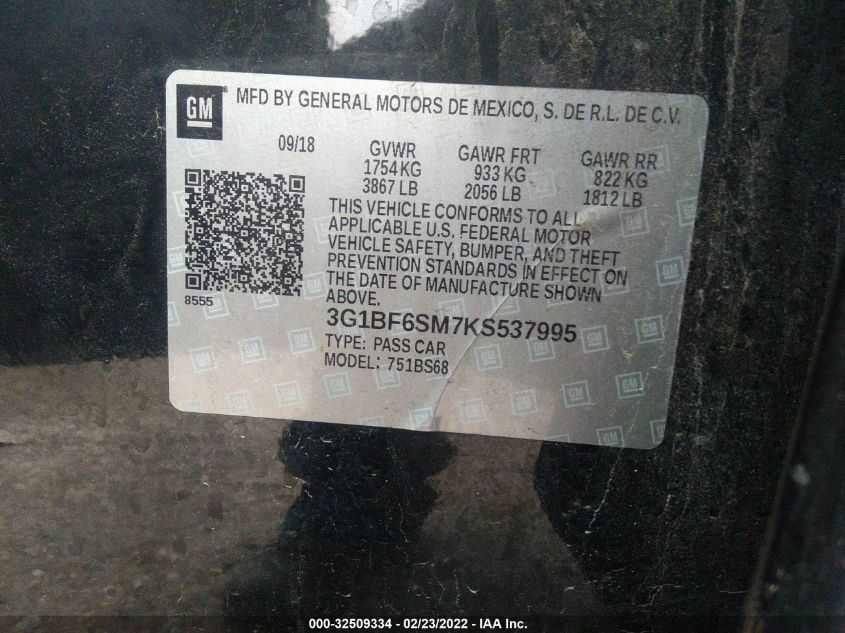 GM
MFD BY GENERAL MOTORS DE MEXICO, S. DE R.L. DE C.V.
09/18
GVWR GAWR FRT GAWR RR
1754 KG 933 KG 822 KG
3867 LB 2056 LB 1812 LB
THIS VEHICLE CONFORMS TO ALL
APPLICABLE U.S. FEDERAL MOTOR
VEHICLE SAFETY, BUMPER, AND THEFT
PREVENTION STANDARDS IN EFFECT ON
THE DATE OF MANUFACTURE SHOWN
ABOVE.
8555
3G1BF6SM7KS537995
TYPE: PASS CAR
MODEL: 751BS68
000-32509334 - 02/23/2022 - IAA Inc.